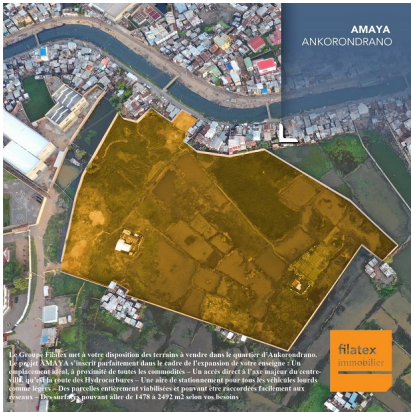 AMAYA
ANKORONDRANO
Le Groupe Filatex met à votre disposition des terrains à vendre dans le quartier d'Ankorondrano.
Le projet AMAYA s'inscrit parfaitement dans le cadre de l'expansion de votre enseigne : Un
emplacement idéal, à proximité de toutes les commodités – Un accès direct à l'axe majeur du centre-
ville, qu'est la route des Hydrocarbures – Une aire de stationnement pour tous les véhicules lourds
comme légers – Des parcelles entièrement viabilisées et pouvant être raccordées facilement aux
réseaux – Des surfaces pouvant aller de 1478 à 2492 m2 selon vos besoins
filatex
immobilier